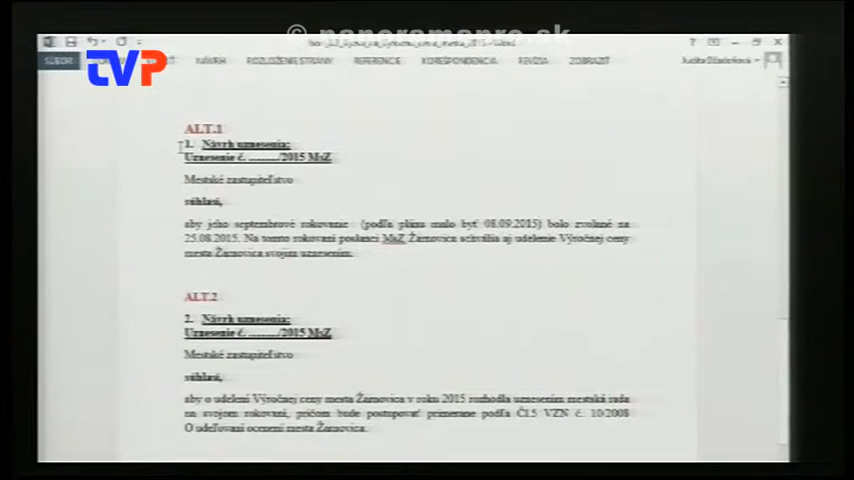 © panoramapro.sk
TVP
SÚBOR NÁVRH ROZLOŽENIE STRANY REFERENCIE KOREŠPONDENCIA REVÍZIA ZOBRAZIŤ
ALT.1
1. Návrh uznesenia:
Uznesenie č. ........../2015 MsZ
Mestské zastupiteľstvo
súhlasí,
aby jeho septembrové rokovanie (podľa plánu malo byť 08.09.2015) bolo zvolané na
25.08.2015. Na tomto rokovaní poslanci MsZ Žarnovica schvália aj udelenie Výročnej ceny
mesta Žarnovica svojim uznesením.
ALT.2
2. Návrh uznesenia:
Uznesenie č. ........../2015 MsZ
Mestské zastupiteľstvo
súhlasí,
aby o udelení Výročnej ceny mesta Žarnovica v roku 2015 rozhodla uznesením mestská rada
na svojom rokovaní, pričom bude postupovať primerane podľa Čl.5 VZN č. 10/2008
O udeľovaní ocenení mesta Žarnovica.